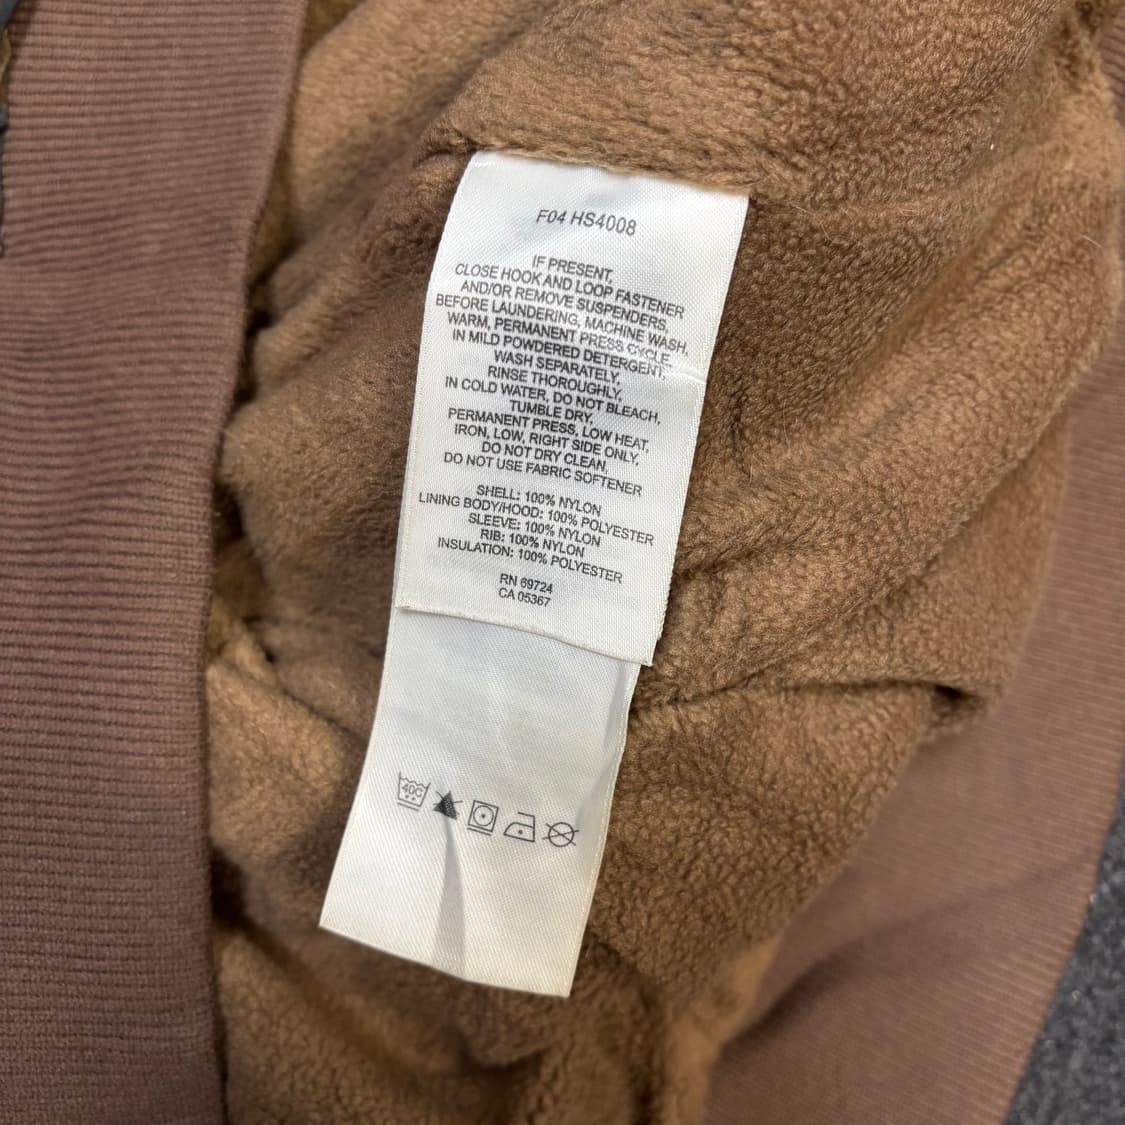 F04 HS4008
IF PRESENT,
CLOSE HOOK AND LOOP FASTENER
AND/OR REMOVE SUSPENDERS,
BEFORE LAUNDERING, MACHINE WASH,
WARM, PERMANENT PRESS CYCLE,
IN MILD POWDERED DETERGENT,
WASH SEPARATELY,
RINSE THOROUGHLY,
IN COLD WATER, DO NOT BLEACH,
TUMBLE DRY,
PERMANENT PRESS, LOW HEAT,
IRON, LOW, RIGHT SIDE ONLY,
DO NOT DRY CLEAN,
DO NOT USE FABRIC SOFTENER
SHELL: 100% NYLON
LINING BODY/HOOD: 100% POLYESTER
SLEEVE: 100% NYLON
RIB: 100% NYLON
INSULATION: 100% POLYESTER
RN 69724
CA 05367
40C